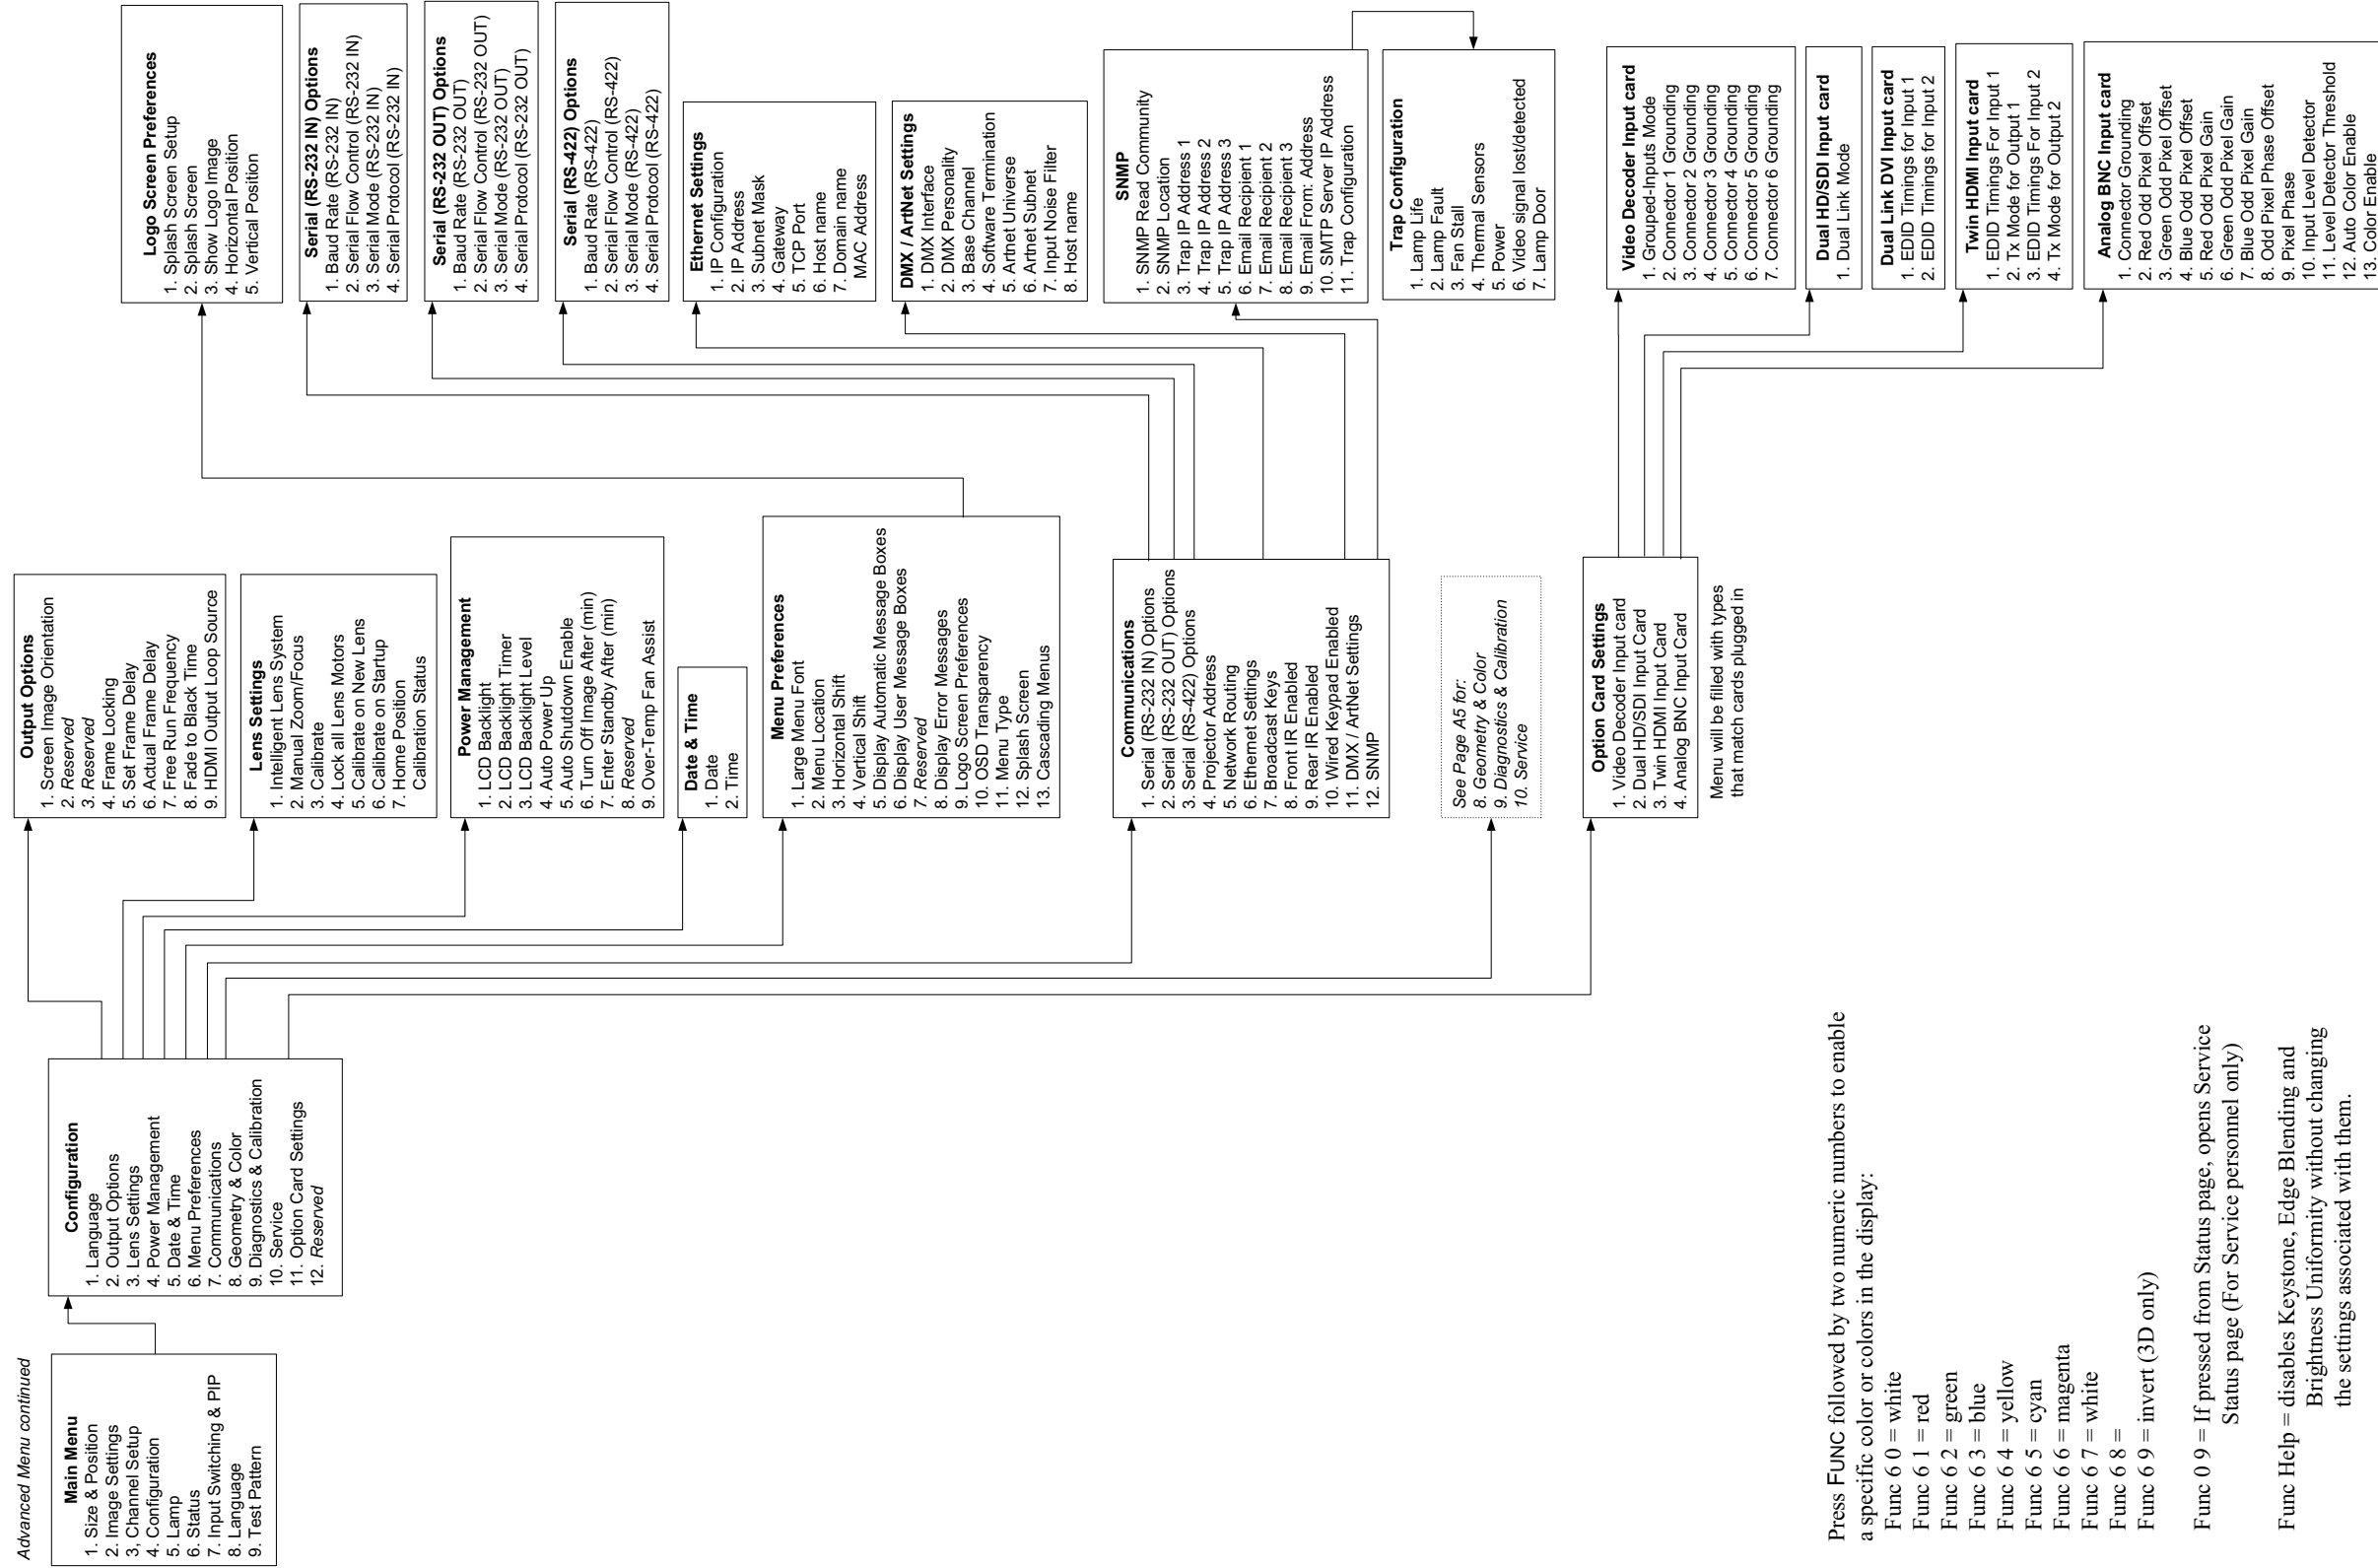 Advanced Menu continued
Main Menu
1. Size & Position
2. Image Settings
3, Channel Setup
4. Configuration
5. Lamp
6. Status
7. Input Switching & PIP
8. Language
9. Test Pattern
Configuration
1. Language
2. Output Options
3. Lens Settings
4. Power Management
5. Date & Time
6. Menu Preferences
7. Communications
8. Geometry & Color
9. Diagnostics & Calibration
10. Service
11. Option Card Settings
12. Reserved
Output Options
1. Screen Image Orientation
2. Reserved
3. Reserved
4. Frame Locking
5. Set Frame Delay
6. Actual Frame Delay
7. Free Run Frequency
8. Fade to Black Time
9. HDMI Output Loop Source
Lens Settings
1. Intelligent Lens System
2. Manual Zoom/Focus
3. Calibrate
4. Lock all Lens Motors
5. Calibrate on New Lens
6. Calibrate on Startup
7. Home Position
Calibration Status
Power Management
1. LCD Backlight
2. LCD Backlight Timer
3. LCD Backlight Level
4. Auto Power Up
5. Auto Shutdown Enable
6. Turn Off Image After (min)
7. Enter Standby After (min)
8. Reserved
9. Over-Temp Fan Assist
Date & Time
1. Date
2. Time
Menu Preferences
1. Large Menu Font
2. Menu Location
3. Horizontal Shift
4. Vertical Shift
5. Display Automatic Message Boxes
6. Display User Message Boxes
7. Reserved
8. Display Error Messages
9. Logo Screen Preferences
10. OSD Transparency
11. Menu Type
12. Splash Screen
13. Cascading Menus
Communications
1. Serial (RS-232 IN) Options
2. Serial (RS-232 OUT) Options
3. Serial (RS-422) Options
4. Projector Address
5. Network Routing
6. Ethernet Settings
7. Broadcast Keys
8. Front IR Enabled
9. Rear IR Enabled
10. Wired Keypad Enabled
11. DMX / ArtNet Settings
12. SNMP
See Page A5 for:
8. Geometry & Color
9. Diagnostics & Calibration
10. Service
Option Card Settings
1. Video Decoder Input card
2. Dual HD/SDI Input Card
3. Twin HDMI Input Card
4. Analog BNC Input Card
Menu will be filled with types
that match cards plugged in
Logo Screen Preferences
1. Splash Screen Setup
2. Splash Screen
3. Show Logo Image
4. Horizontal Position
5. Vertical Position
Serial (RS-232 IN) Options
1. Baud Rate (RS-232 IN)
2. Serial Flow Control (RS-232 IN
3. Serial Mode (RS-232 IN)
4. Serial Protocol (RS-232 IN)
Serial (RS-232 OUT) Options
1. Baud Rate (RS-232 OUT)
2. Serial Flow Control (RS-232 OUT)
3. Serial Mode (RS-232 OUT)
4. Serial Protocol (RS-232 OUT)
Serial (RS-422) Options
1. Baud Rate (RS-422)
2. Serial Flow Control (RS-422)
3. Serial Mode (RS-422)
4. Serial Protocol (RS-422)
Ethernet Settings
1. IP Configuration
2. IP Address
3. Subnet Mask
4. Gateway
5. TCP Port
6. Host name
7. Domain name
MAC Address
DMX / ArtNet Settings
1. DMX Interface
2. DMX Personality
3. Base Channel
4. Software Termination
5. Artnet Universe
6. Artnet Subnet
7. Input Noise Filter
8. Host name
SNMP
1. SNMP Read Community
2. SNMP Location
3. Trap IP Address 1
4. Trap IP Address 2
5. Trap IP Address 3
6. Email Recipient 1
7. Email Recipient 2
8. Email Recipient 3
9. Email From: Address
10. SMTP Server IP Address
11. Trap Configuration
Trap Configuration
1. Lamp Life
2. Lamp Fault
3. Fan Stall
4. Thermal Sensors
5. Power
6. Video signal lost/detected
7. Lamp Door
Video Decoder Input card
1. Grouped-Inputs Mode
2. Connector 1 Grounding
3. Connector 2 Grounding
4. Connector 3 Grounding
5. Connector 4 Grounding
6. Connector 5 Grounding
7. Connector 6 Grounding
Dual HD/SDI Input card
1. Dual Link Mode
Dual Link DVI Input card
1. EDID Timings for Input 1
2. EDID Timings for Input 2
Twin HDMI Input card
1. EDID Timings For Input 1
2. Tx Mode for Output 1
3. EDID Timings For Input 2
4. Tx Mode for Output 2
Analog BNC Input card
1. Connector Grounding
2. Red Odd Pixel Offset
3. Green Odd Pixel Offset
4. Blue Odd Pixel Offset
5. Red Odd Pixel Gain
6. Green Odd Pixel Gain
7. Blue Odd Pixel Gain
8. Odd Pixel Phase Offset
9. Pixel Phase
10. Input Level Detector
11. Level Detector Threshold
12. Auto Color Enable
13. Color Enable
Press FUNC followed by two numeric numbers to enable
a specific color or colors in the display:
Func 6 0 = white
Func 6 1 = red
Func 6 2 = green
Func 6 3 = blue
Func 6 4 = yellow
Func 6 5 = cyan
Func 6 6 = magenta
Func 6 7 = white
Func 6 8 =
Func 6 9 = invert (3D only)
Func 0 9 = If pressed from Status page, opens Service
Status page (For Service personnel only)
Func Help = disables Keystone, Edge Blending and
Brightness Uniformity without changing
the settings associated with them.